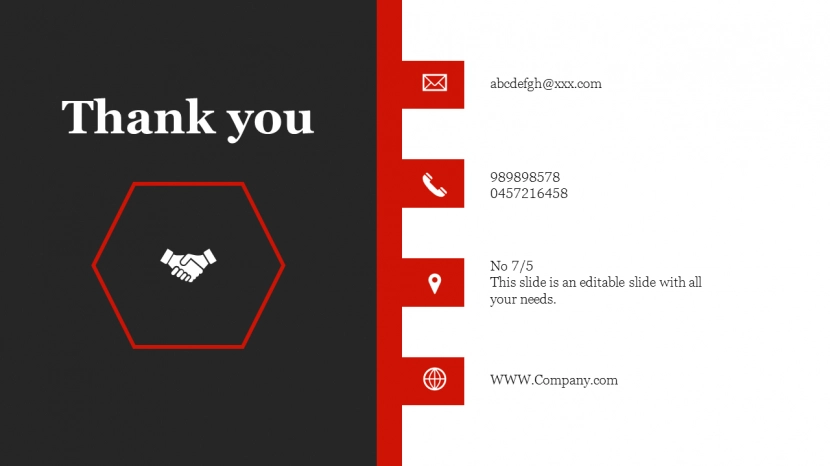 Thank you
abcdefgh@xxx.com
989898578
0457216458
No 7/5
This slide is an editable slide with all
your needs.
WWW.Company.com